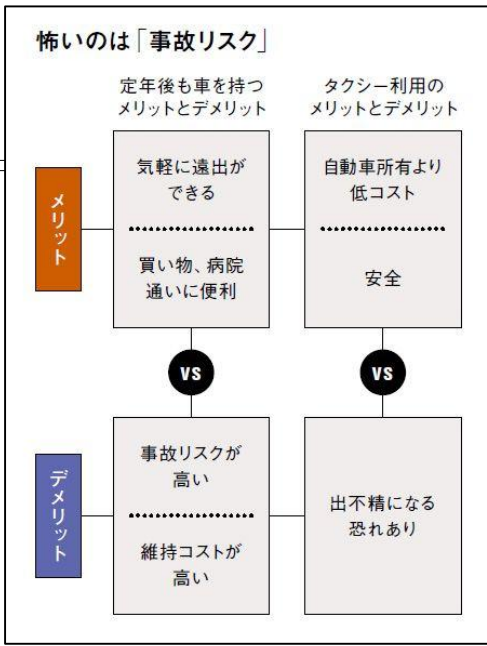 怖いのは「事故リスク」
定年後も車を持つ
メリットとデメリット
タクシー利用の
メリットとデメリット
メリット
気軽に遠出が
できる
買い物、病院
通いに便利
自動車所有より
低コスト
安全
VS
VS
デメリット
事故リスクが
高い
維持コストが
高い
出不精になる
恐れあり